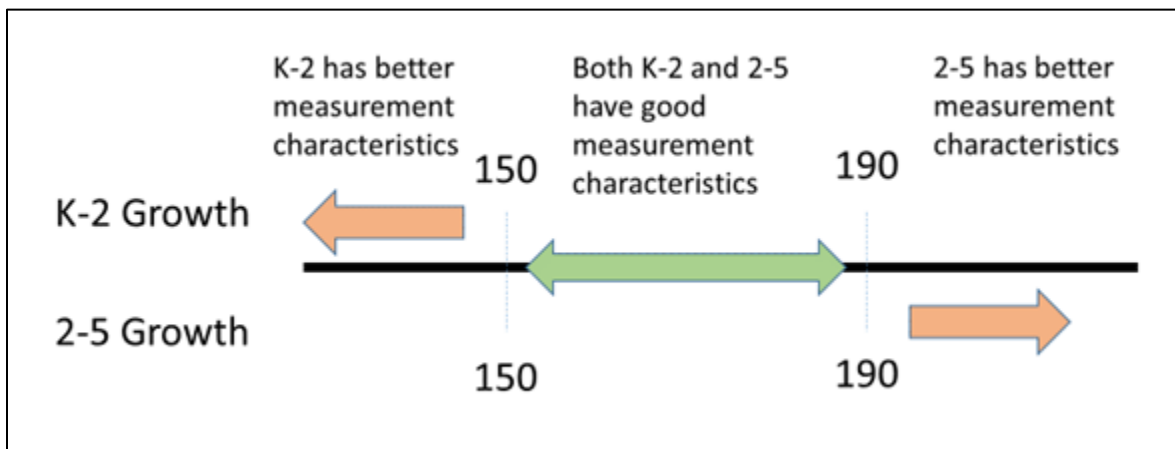 K-2 has better
measurement
characteristics
Both K-2 and 2-5
have good
measurement
characteristics
2-5 has better
measurement
characteristics
150
190
K-2 Growth
2-5 Growth
150
190